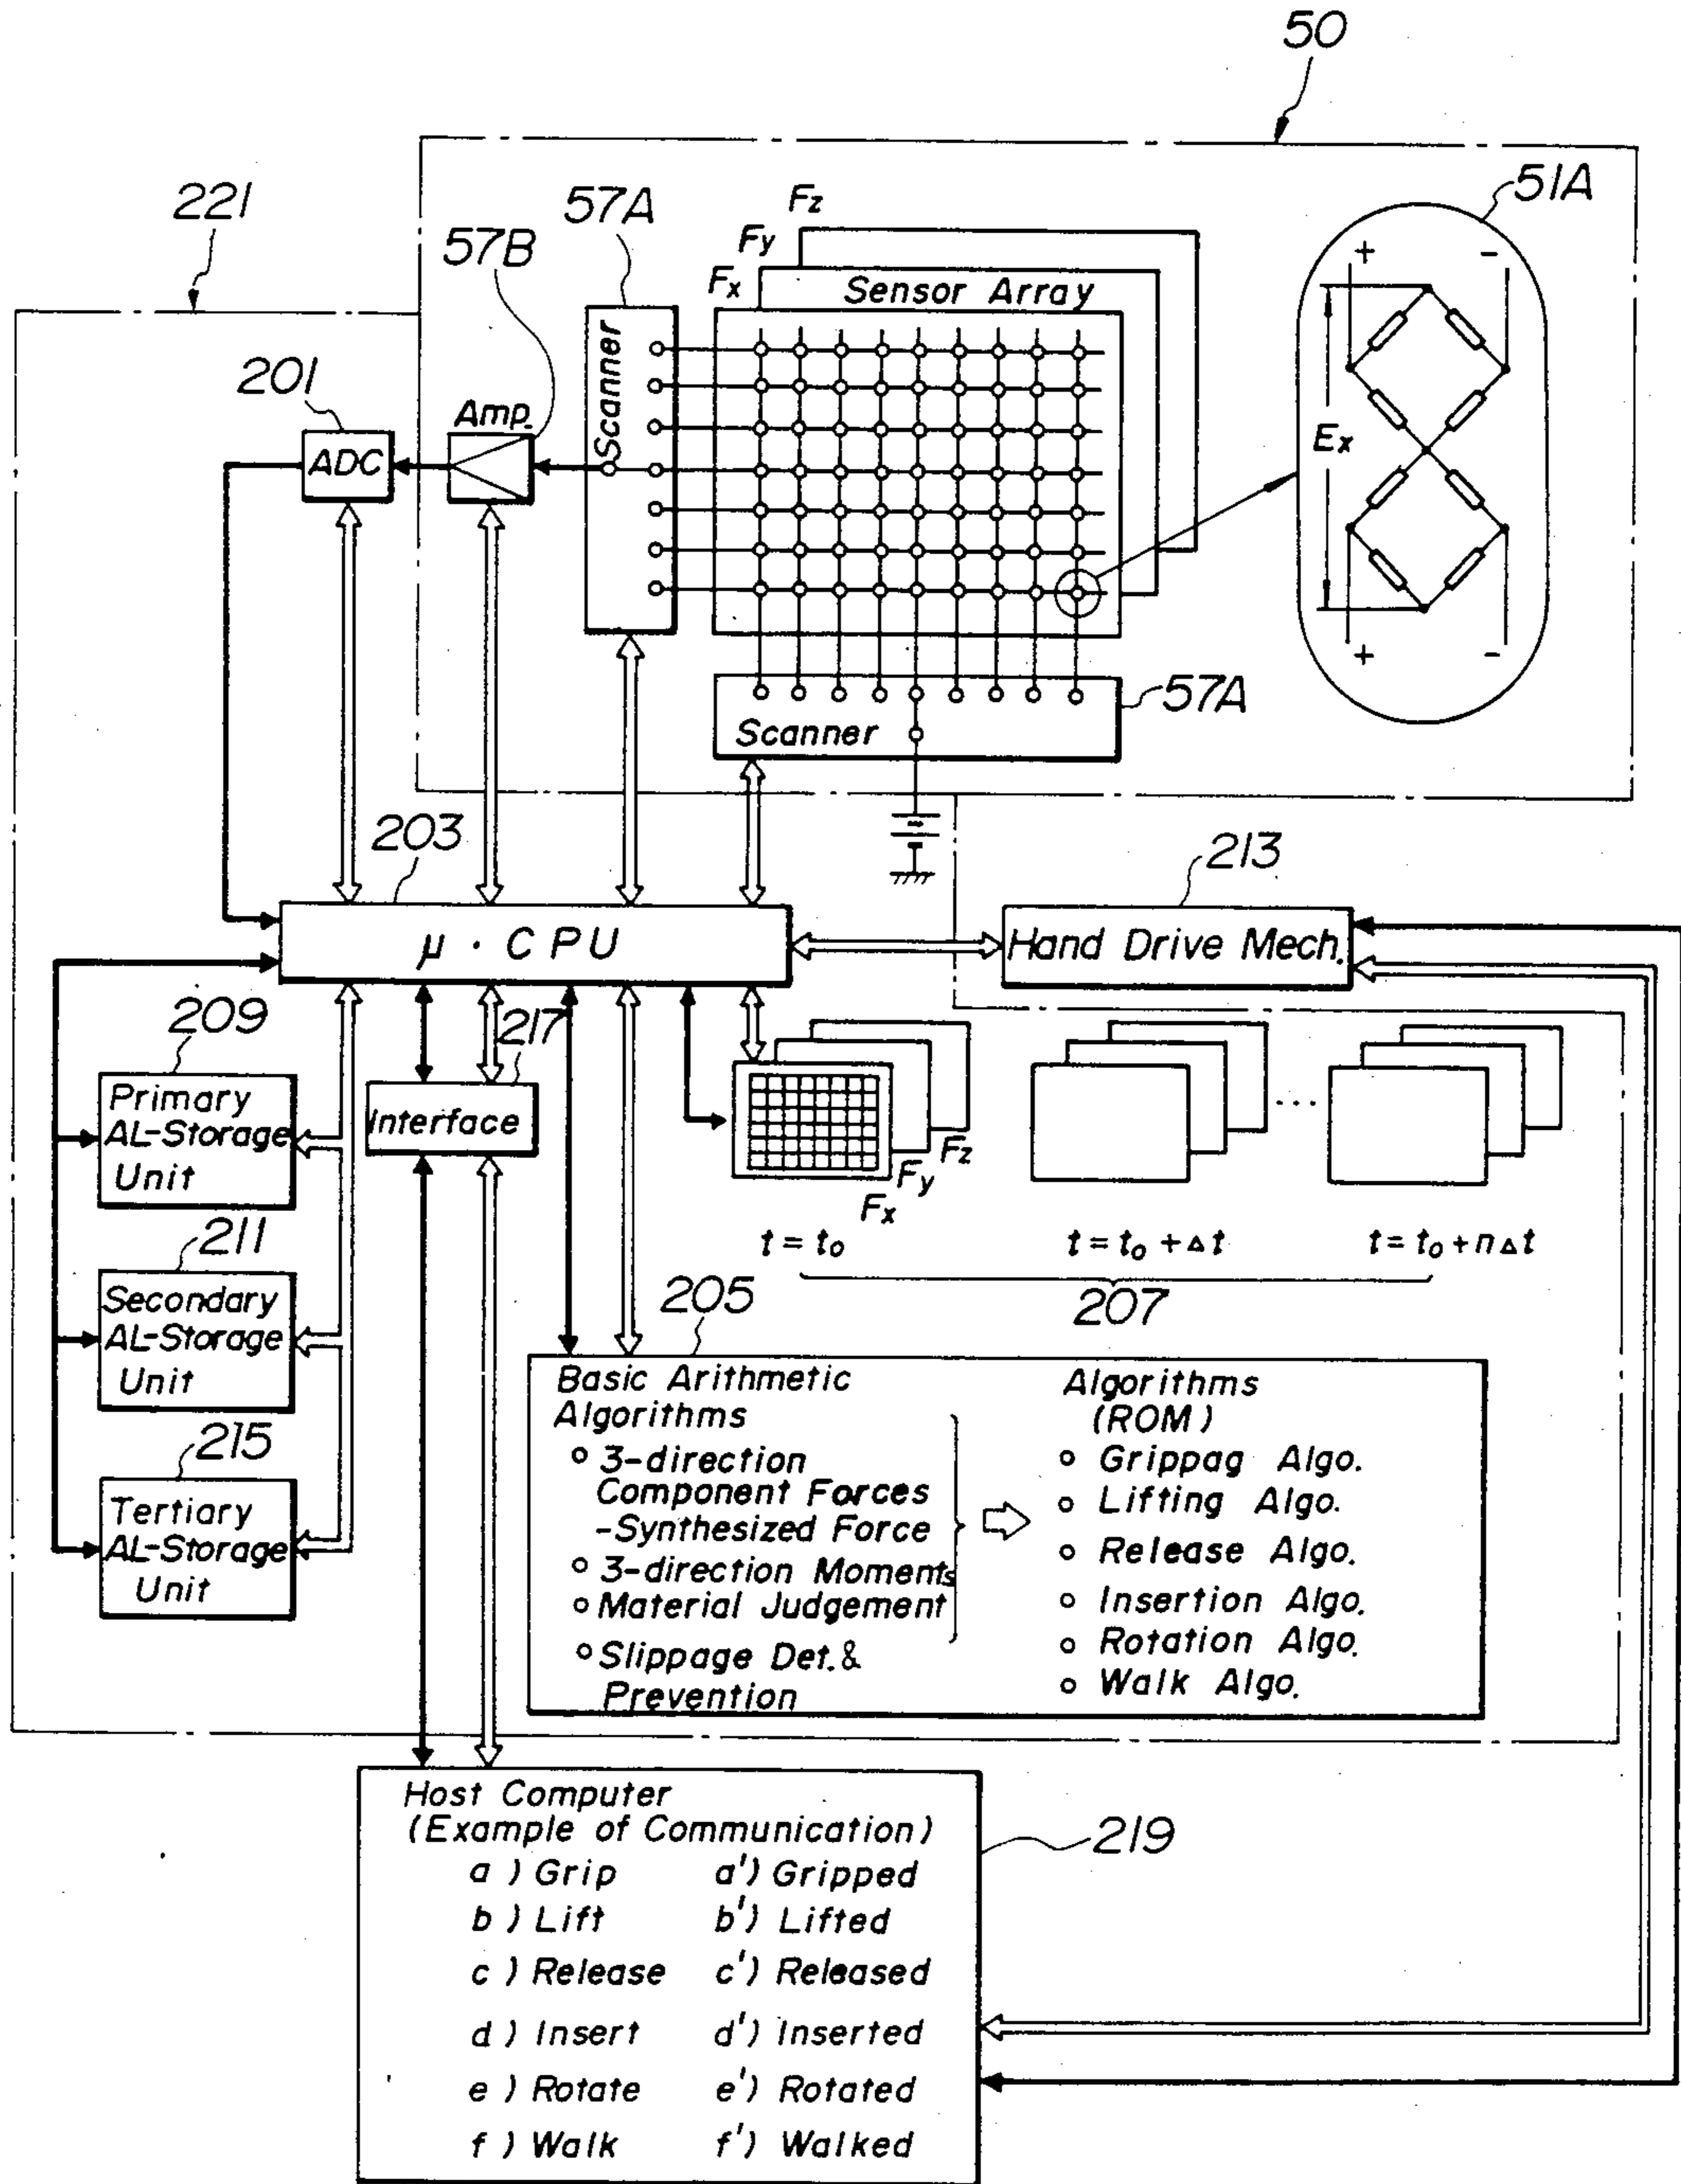 50
221
57A
57B
Fz
Fy
Fx
Sensor Array
51A
+ -
Ex
+ -
Scanner
201
Amp.
ADC
57A
Scanner
203
213
μ · CPU
Hand Drive Mech.
209
217
Primary
AL-Storage
Unit
Interface
Fz
Fy
Fx
...
t = to
t = to + Δt
t = to + nΔt
207
211
Secondary
AL-Storage
Unit
205
Basic Arithmetic
Algorithms
o 3-direction
Component Forces
-Synthesized Force
o 3-direction Moments
o Material Judgement
o Slippage Det. &
Prevention
Algorithms
(ROM)
o Grippag Algo.
o Lifting Algo.
o Release Algo.
o Insertion Algo.
o Rotation Algo.
o Walk Algo.
215
Tertiary
AL-Storage
Unit
Host Computer
(Example of Communication)
219
a ) Grip a') Gripped
b ) Lift b') Lifted
c ) Release c') Released
d ) Insert d') Inserted
e ) Rotate e') Rotated
f ) Walk f') Walked